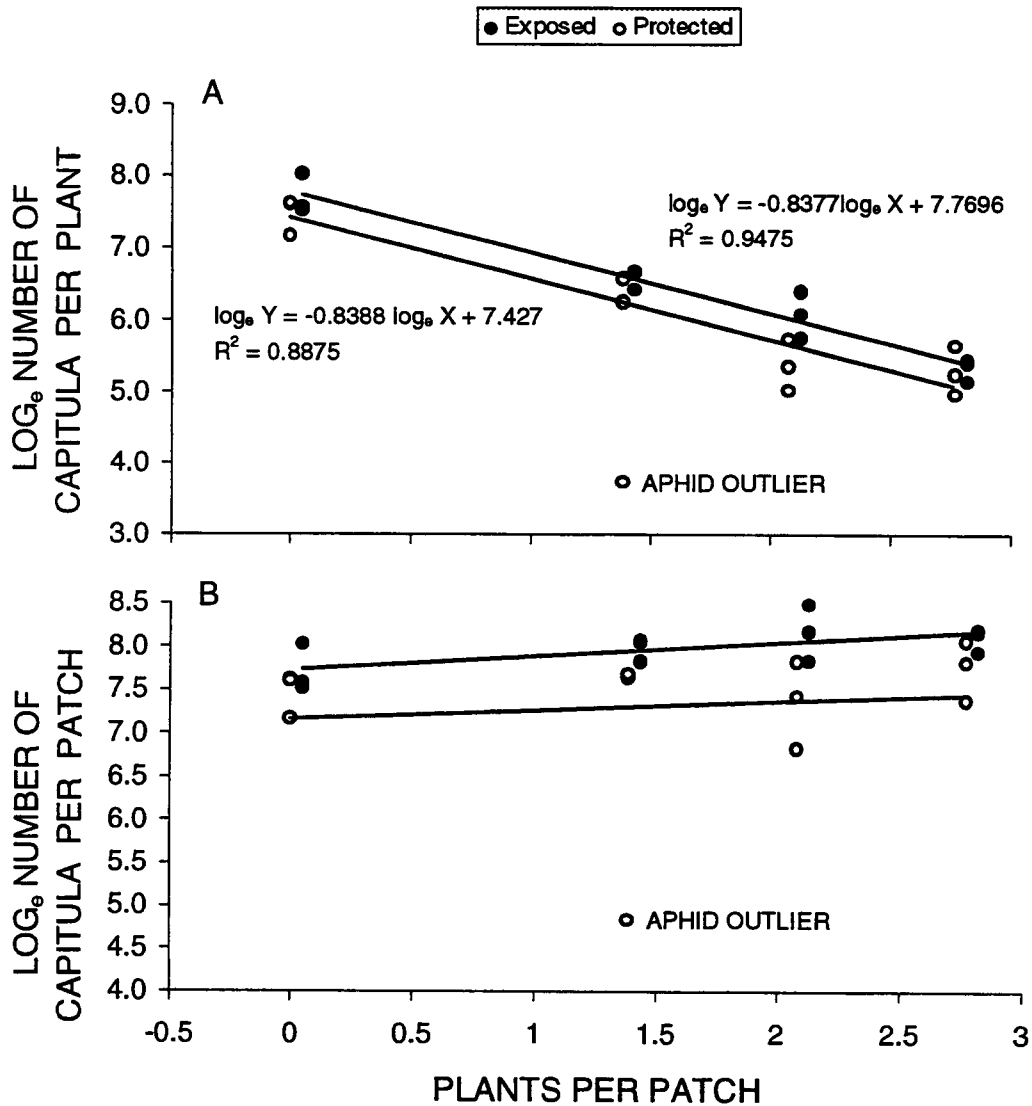 Exposed Protected
A
9.0
8.0
7.0
6.0
5.0
4.0
3.0
LOGₑ NUMBER OF
CAPITULA PER PLANT
logₑ Y = -0.8377logₑ X + 7.7696
R² = 0.9475
logₑ Y = -0.8388 logₑ X + 7.427
R² = 0.8875
APHID OUTLIER
B
8.5
8.0
7.5
7.0
6.5
6.0
5.5
5.0
4.5
4.0
LOGₑ NUMBER OF
CAPITULA PER PATCH
APHID OUTLIER
-0.5 0 0.5 1 1.5 2 2.5 3
PLANTS PER PATCH